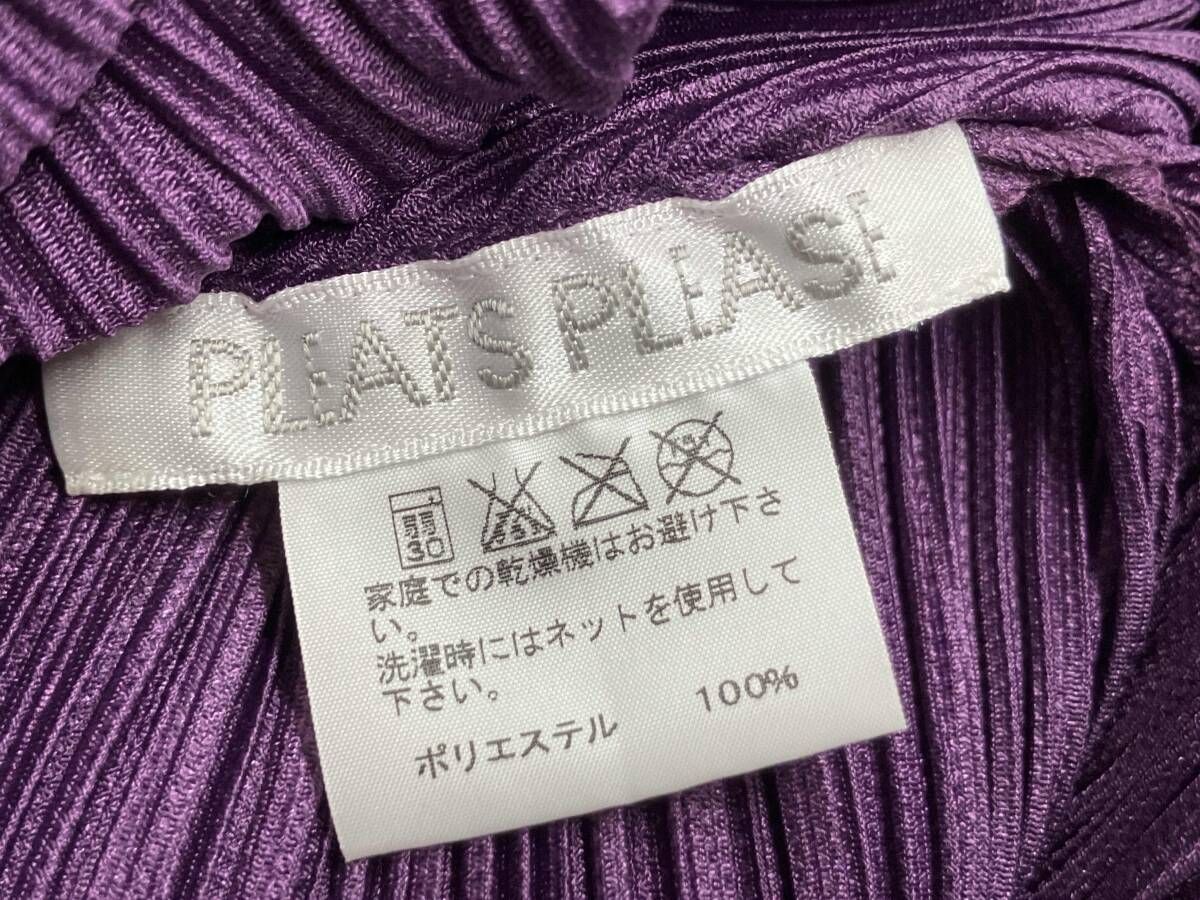 PLEATS PLEASE
家庭での乾燥機はお避け下さ
い。
洗濯時にはネットを使用して
下さい。
ポリエステル 100%